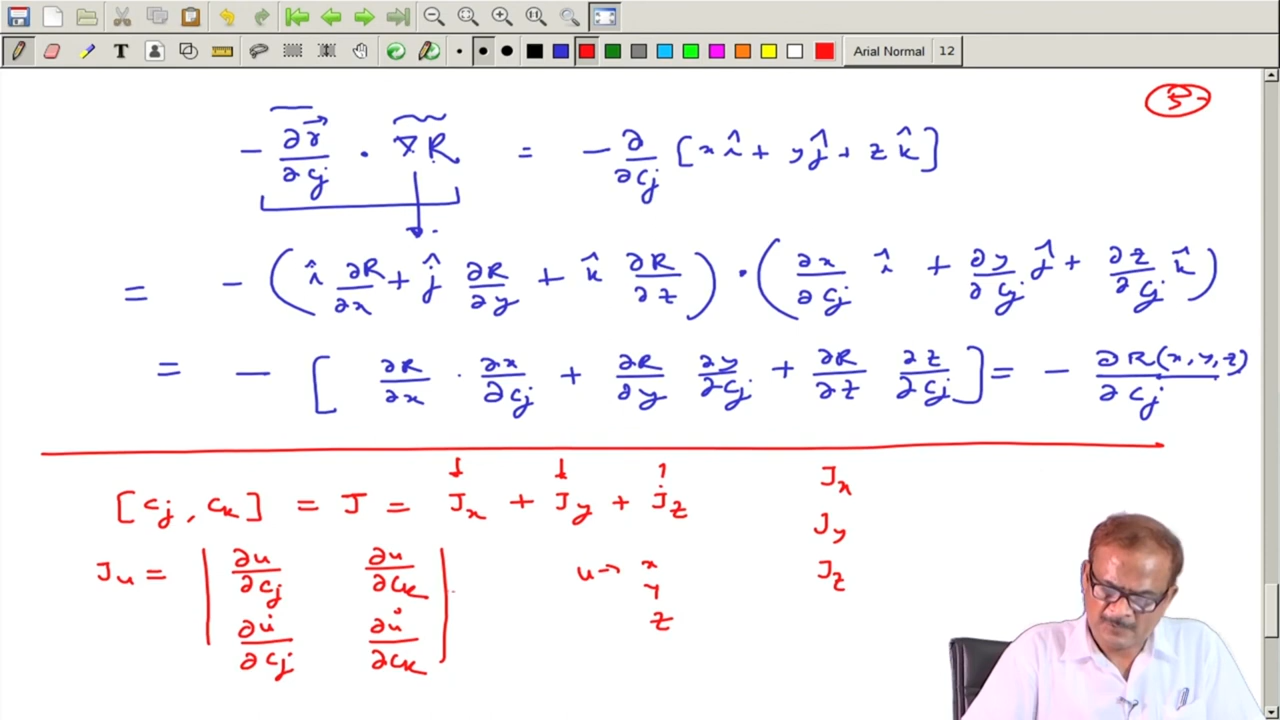 Arial Normal 12
5
- ∂r⃗/∂cj · ∇R = - ∂/∂cj [x î + y ĵ + z k̂]
= - ( î ∂R/∂x + ĵ ∂R/∂y + k̂ ∂R/∂z ) · ( ∂x/∂cj î + ∂y/∂cj ĵ + ∂z/∂cj k̂ )
= - [ ∂R/∂x · ∂x/∂cj + ∂R/∂y ∂y/∂cj + ∂R/∂z ∂z/∂cj ] = - ∂R(x,y,z)/∂cj
[cj, ck] = J = Jx + Jy + Jz
Ju = | ∂u/∂cj ∂u/∂ck |
| ∂u̇/∂cj ∂u̇/∂ck |
u → x
y
z
Jx
Jy
Jz